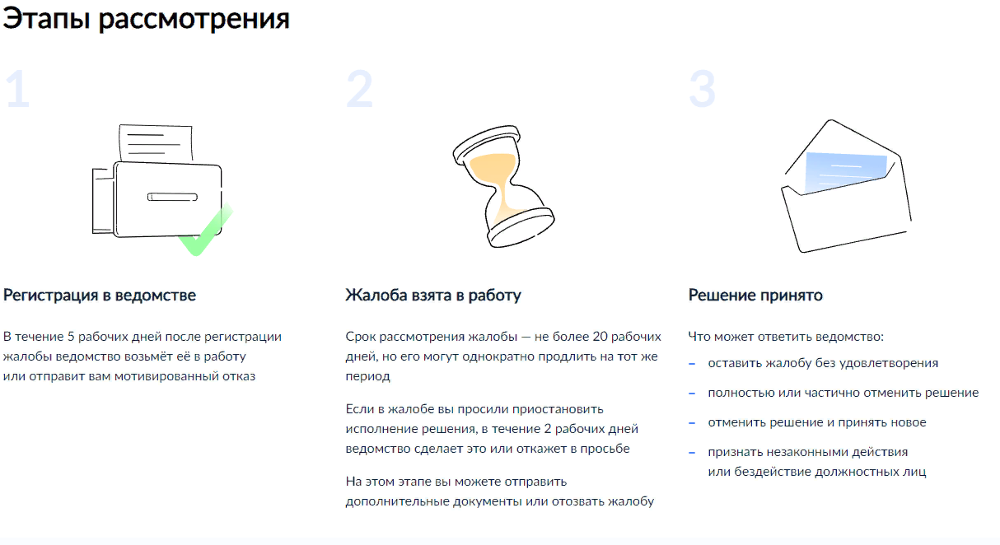 Этапы рассмотрения
1
2
3
Регистрация в ведомстве
В течение 5 рабочих дней после регистрации
жалобы ведомство возьмёт её в работу
или отправит вам мотивированный отказ
Жалоба взята в работу
Срок рассмотрения жалобы — не более 20 рабочих
дней, но его могут однократно продлить на тот же
период
Если в жалобе вы просили приостановить
исполнение решения, в течение 2 рабочих дней
ведомство сделает это или откажет в просьбе
На этом этапе вы можете отправить
дополнительные документы или отозвать жалобу
Решение принято
Что может ответить ведомство:
– оставить жалобу без удовлетворения
– полностью или частично отменить решение
– отменить решение и принять новое
– признать незаконными действия
или бездействие должностных лиц